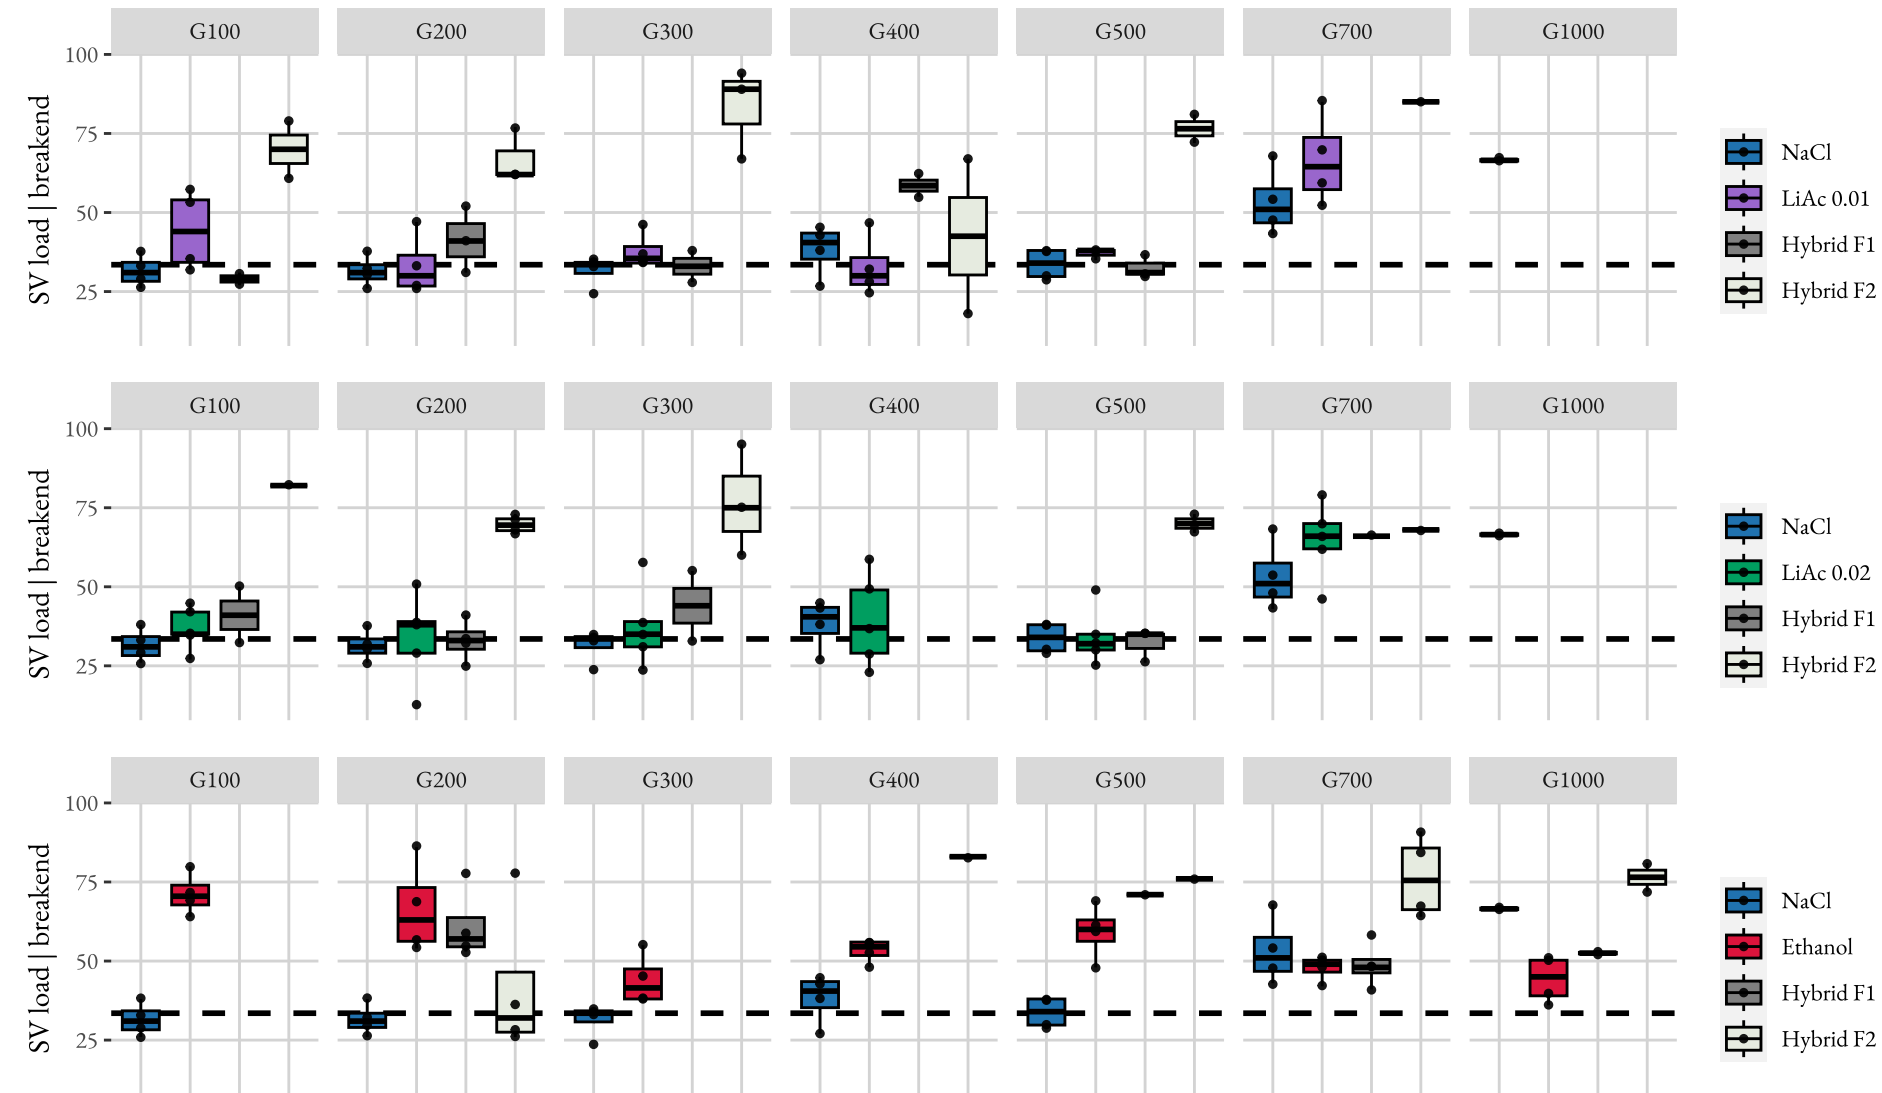 G100 G200 G300 G400 G500 G700 G1000
100
75
50
25
SV load | breakend
NaCl
LiAc 0.01
Hybrid F1
Hybrid F2
G100 G200 G300 G400 G500 G700 G1000
100
75
50
25
SV load | breakend
NaCl
LiAc 0.02
Hybrid F1
Hybrid F2
G100 G200 G300 G400 G500 G700 G1000
100
75
50
25
SV load | breakend
NaCl
Ethanol
Hybrid F1
Hybrid F2